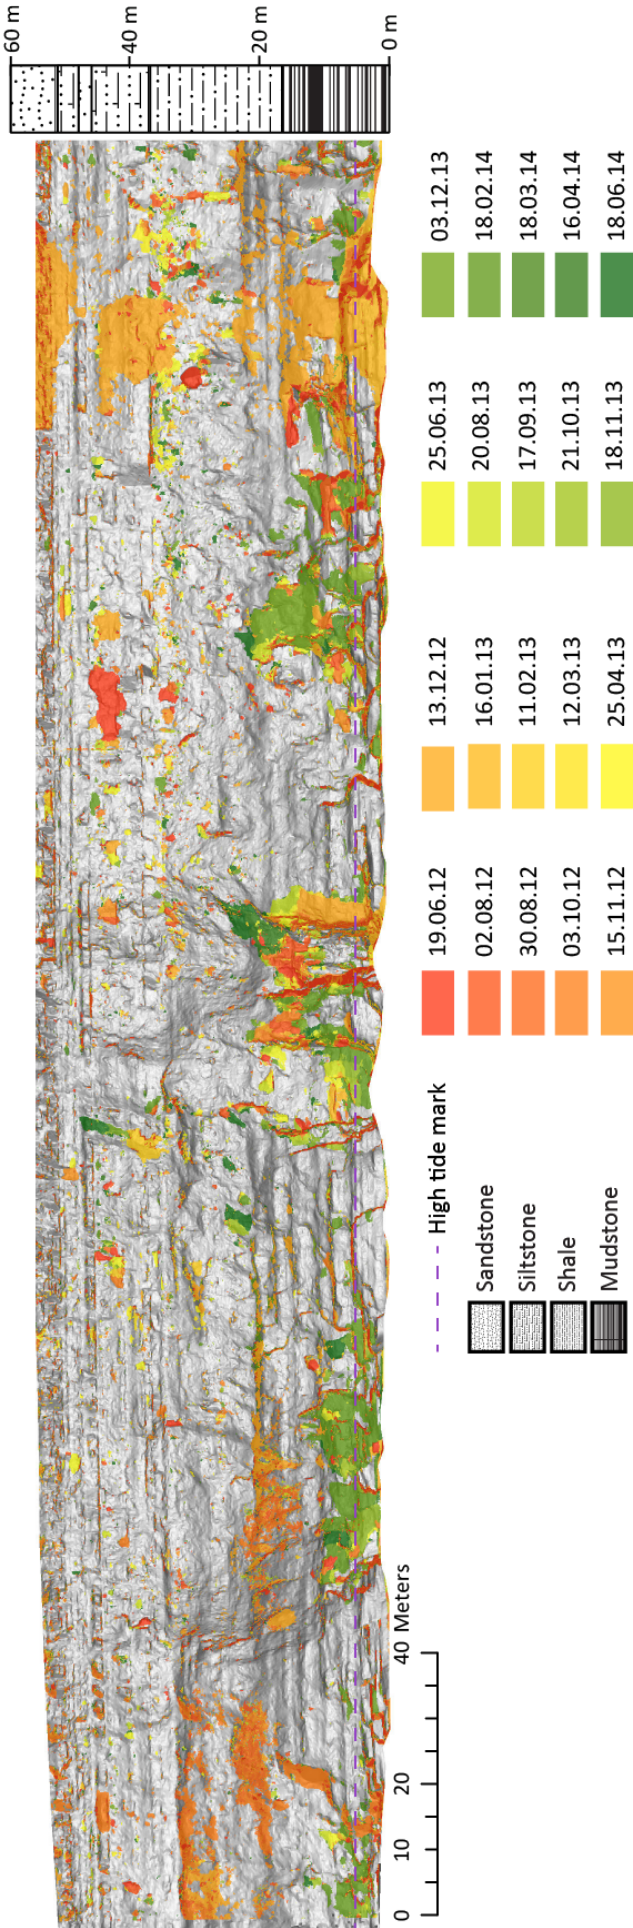 60 m
40 m
20 m
0 m
0
10
20
40 Meters
High tide mark
Sandstone
Siltstone
Shale
Mudstone
19.06.12
02.08.12
30.08.12
03.10.12
15.11.12
13.12.12
16.01.13
11.02.13
12.03.13
25.04.13
25.06.13
20.08.13
17.09.13
21.10.13
18.11.13
03.12.13
18.02.14
18.03.14
16.04.14
18.06.14